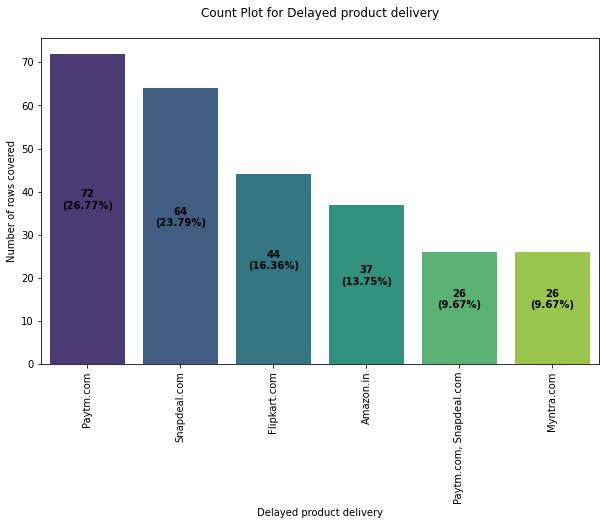 Count Plot for Delayed product delivery
Number of rows covered
70
60
50
40
30
20
10
0
72
(26.77%)
64
(23.79%)
44
(16.36%)
37
(13.75%)
26
(9.67%)
26
(9.67%)
Paytm.com
Snapdeal.com
Flipkart.com
Amazon.in
Paytm.com, Snapdeal.com
Myntra.com
Delayed product delivery